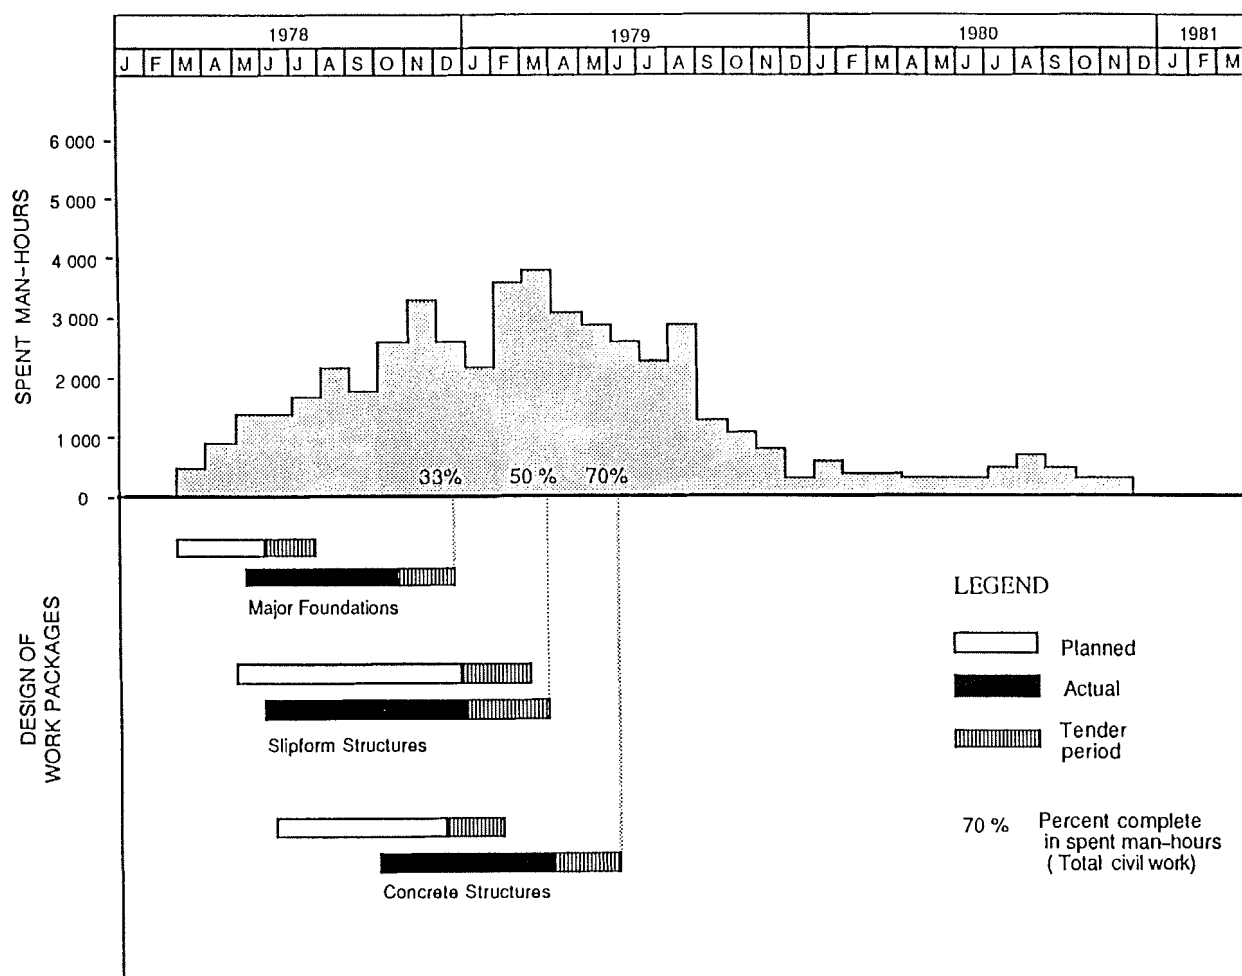 1978 1979 1980 1981
J F M A M J J A S O N D J F M A M J J A S O N D J F M A M J J A S O N D J F M
6 000
5 000
4 000
3 000
2 000
1 000
0
SPENT MAN-HOURS
33% 50 % 70%
Major Foundations
Slipform Structures
Concrete Structures
DESIGN OF
WORK PACKAGES
LEGEND
Planned
Actual
Tender
period
70 % Percent complete
in spent man-hours
( Total civil work)